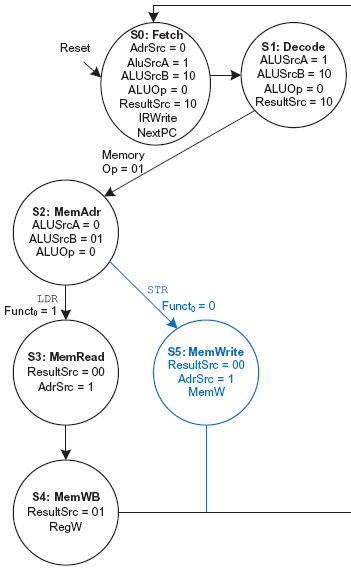 Reset
S0: Fetch
AdrSrc = 0
AluSrcA = 1
ALUSrcB = 10
ALUOp = 0
ResultSrc = 10
IRWrite
NextPC
S1: Decode
ALUSrcA = 1
ALUSrcB = 10
ALUOp = 0
ResultSrc = 10
Memory
Op = 01
S2: MemAdr
ALUSrcA = 0
ALUSrcB = 01
ALUOp = 0
LDR
Funct0 = 1
STR
Funct0 = 0
S3: MemRead
ResultSrc = 00
AdrSrc = 1
S5: MemWrite
ResultSrc = 00
AdrSrc = 1
MemW
S4: MemWB
ResultSrc = 01
RegW